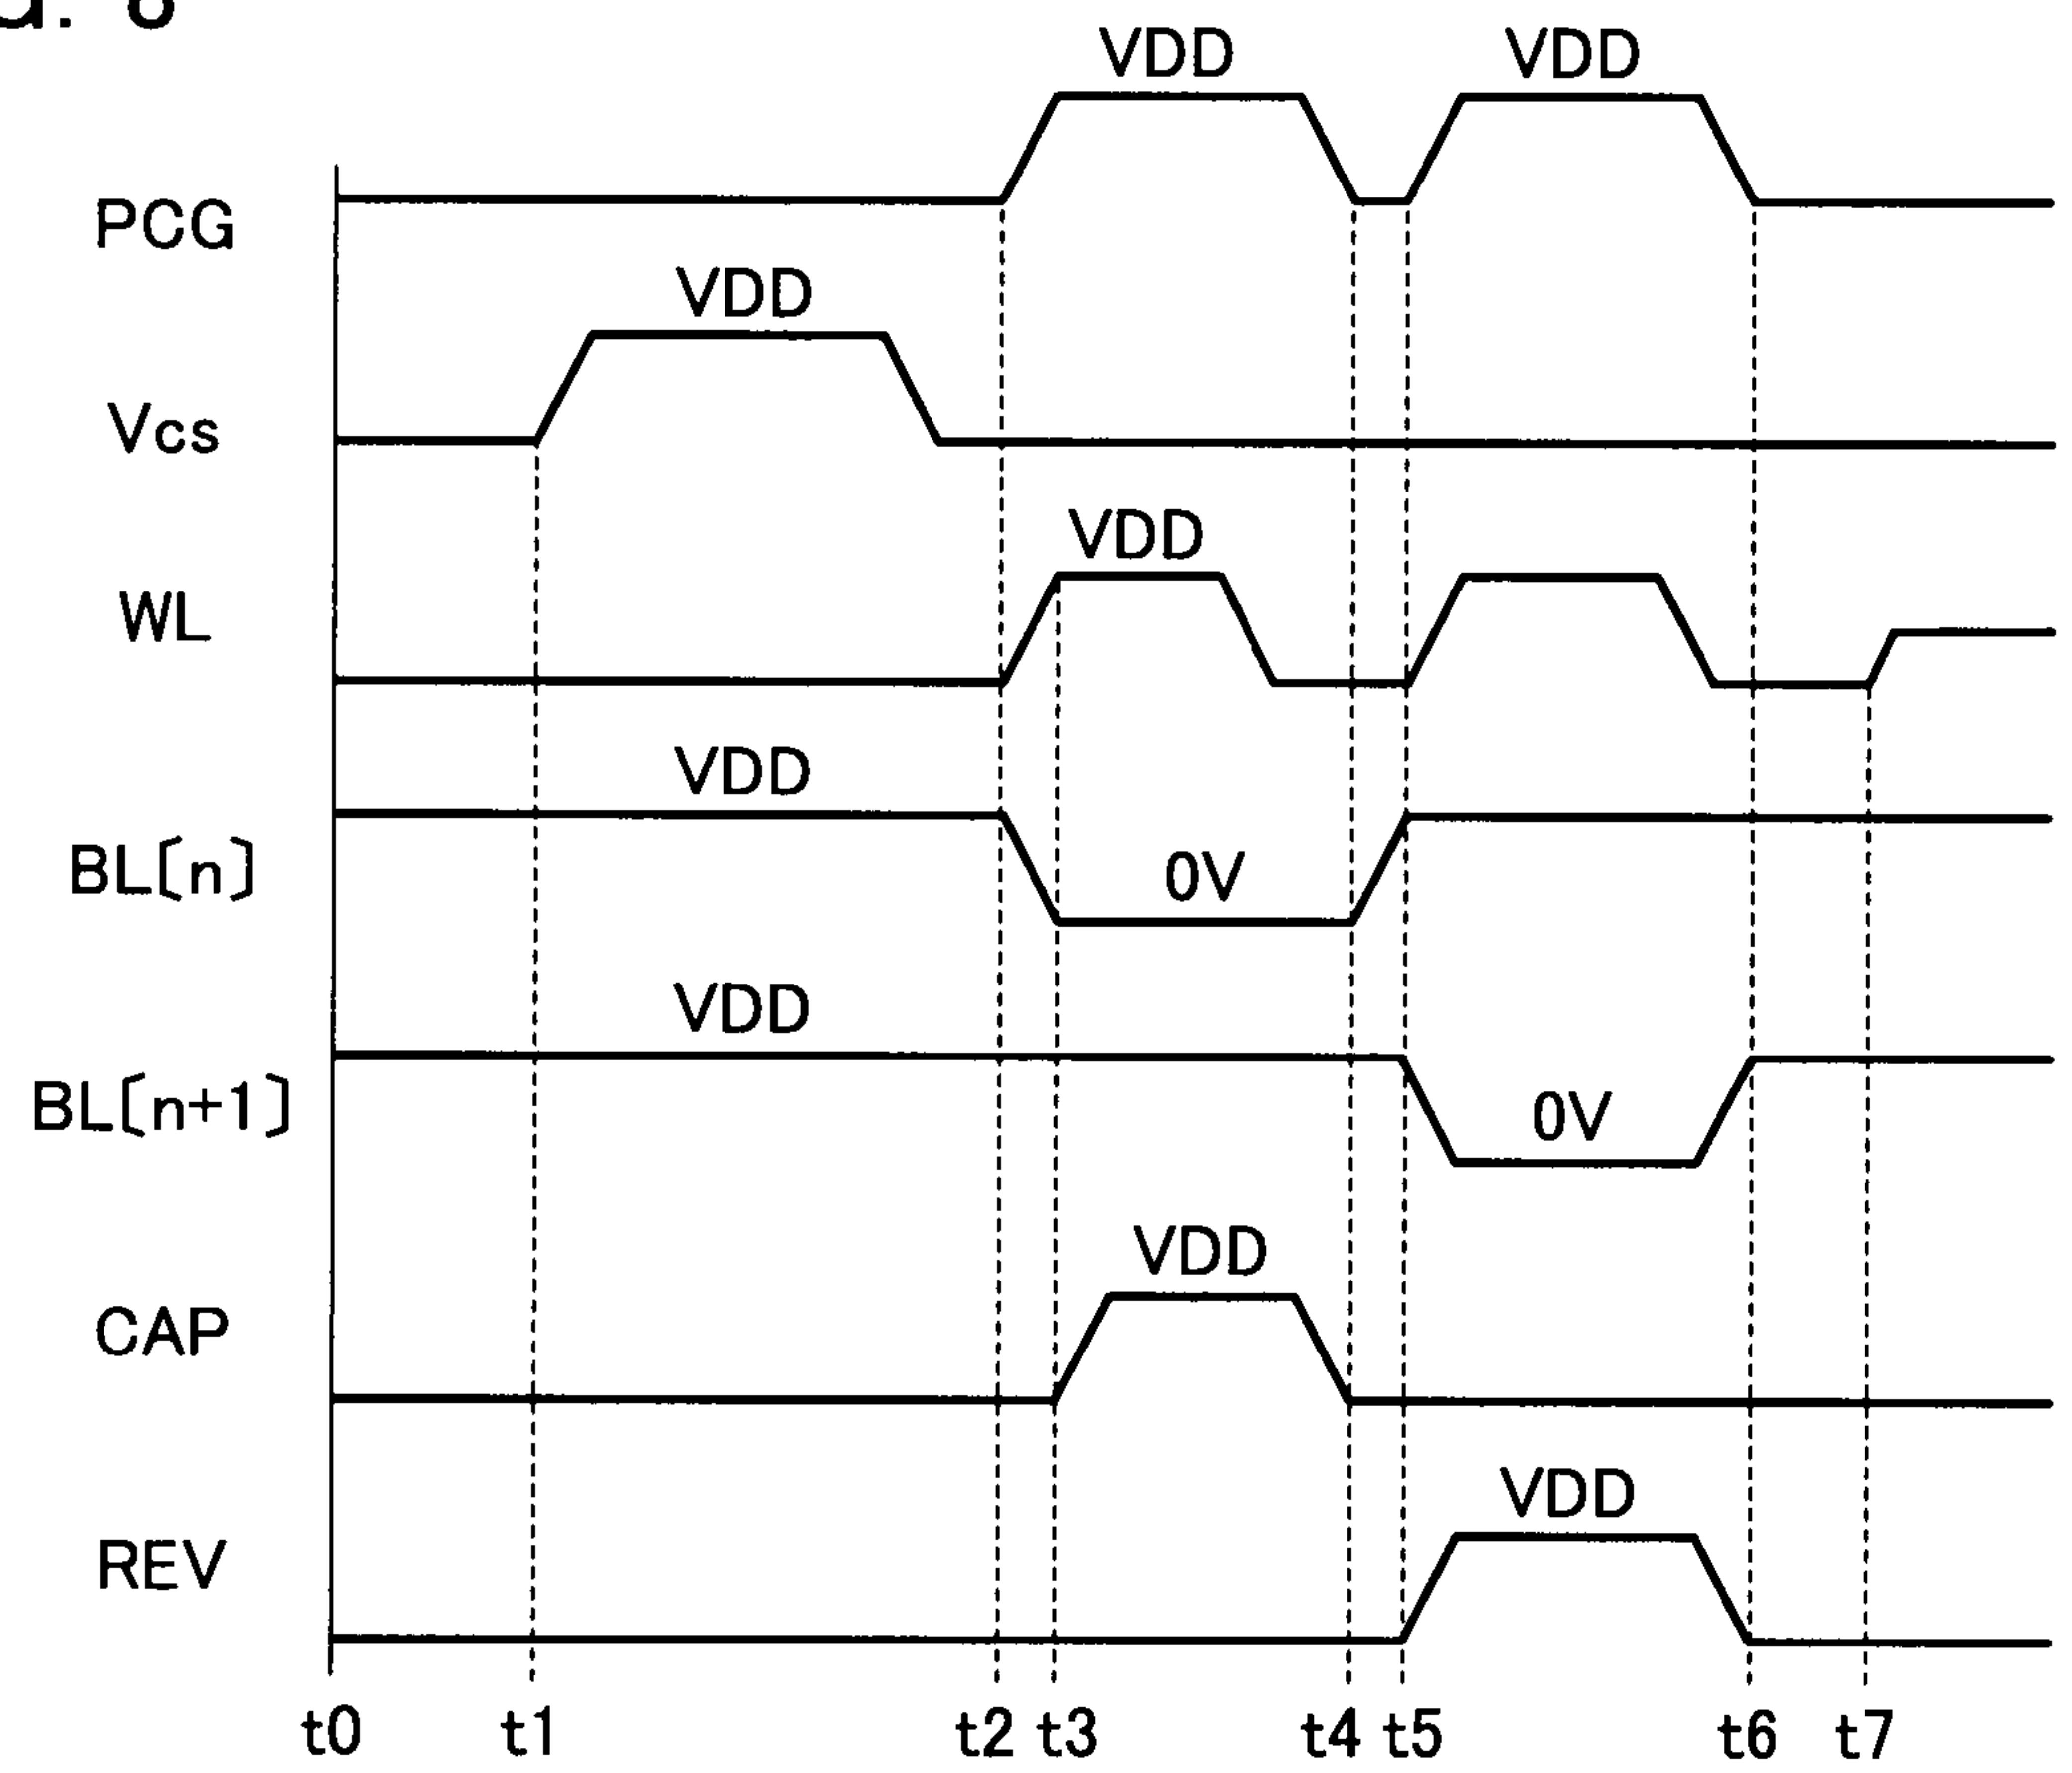 VDD VDD
PCG
VDD
Vcs
VDD
WL
VDD
BL[n] 0V
VDD
BL[n+1] 0V
VDD
CAP
VDD
REV
t0 t1 t2 t3 t4 t5 t6 t7